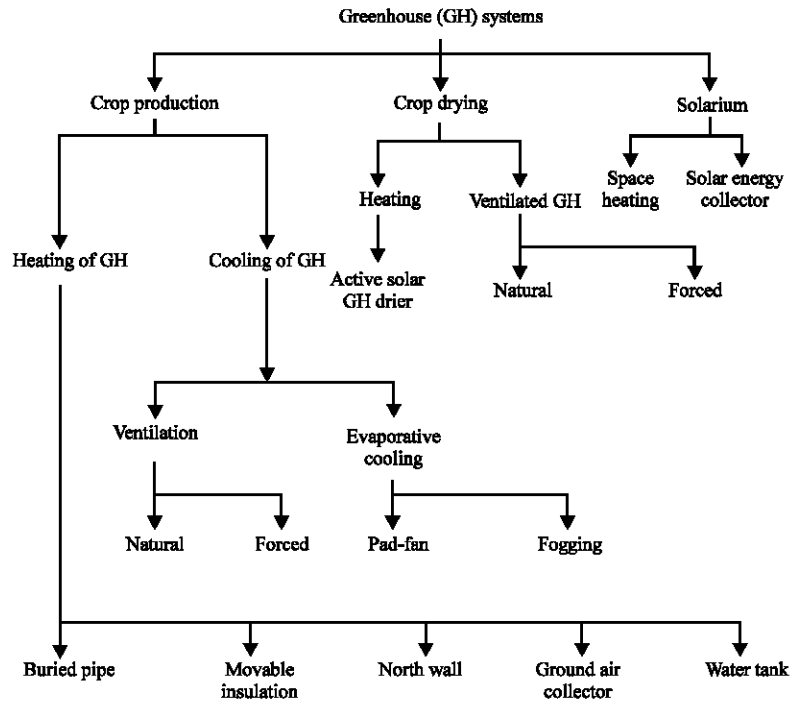 Greenhouse (GH) systems
Crop production
Crop drying
Solarium
Heating
Ventilated GH
Space
heating
Solar energy
collector
Heating of GH
Cooling of GH
Active solar
GH drier
Natural
Forced
Ventilation
Evaporative
cooling
Natural
Forced
Pad-fan
Fogging
Buried pipe
Movable
insulation
North wall
Ground air
collector
Water tank